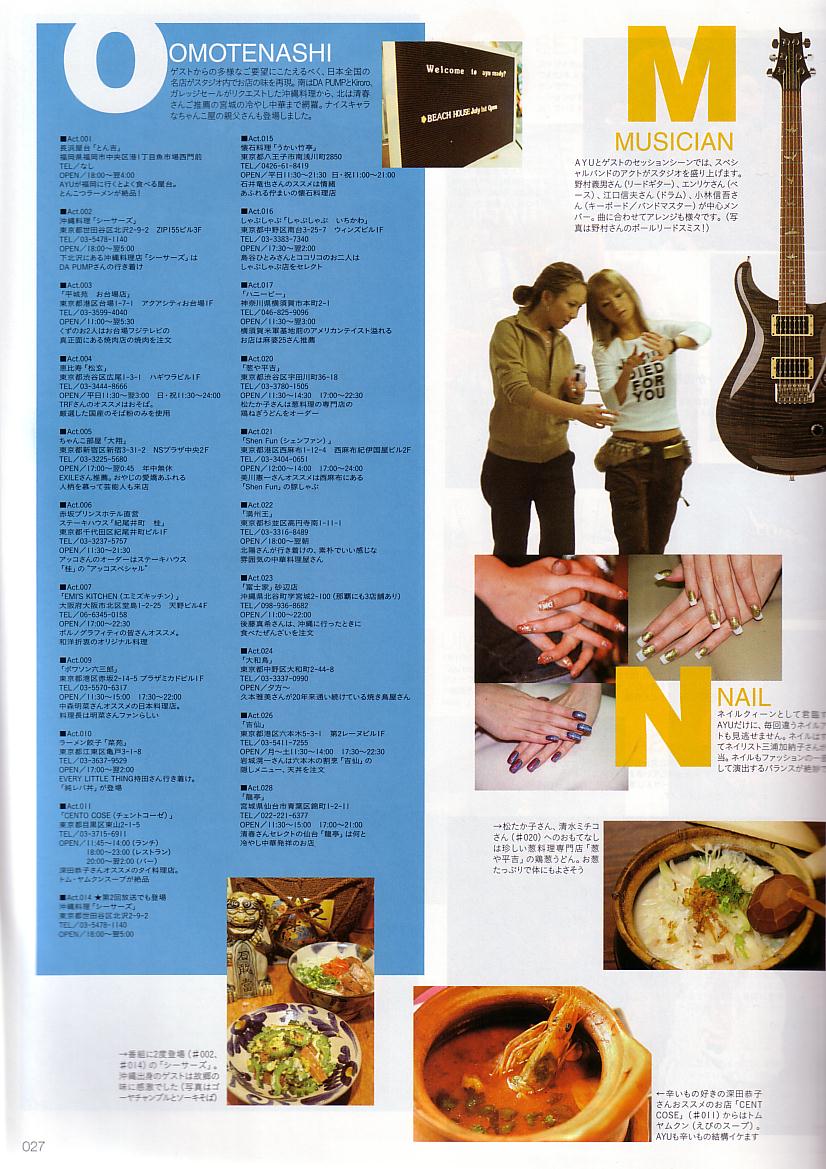 O
OMOTENASHI
ゲストからの多様なご要望にこたえるべく、日本全国の
名店がスタジオ内でお店の味を再現。南はDA PUMPとKiroro、
ガレッジセールがリクエストした沖縄料理から、北は清春
さんご推薦の宮城の冷やし中華まで網羅。ナイスキャラ
なちゃんこ屋の親父さんも登場しました。
■Act.001
長浜屋台「とん吉」
福岡県福岡市中央区港1丁目魚市場西門前
TEL/なし
OPEN/18:00〜翌4:00
AYUが福岡に行くとよく食べる屋台。
とんこつラーメンが絶品!
■Act.002
沖縄料理「シーサーズ」
東京都世田谷区北沢2-9-2 ZIP155ビル3F
TEL/03-5478-1140
OPEN/18:00〜翌5:00
下北沢にある沖縄料理店「シーサーズ」は
DA PUMPさんの行き着け
■Act.003
「平城苑 お台場店」
東京都港区台場1-7-1 アクアシティお台場1F
TEL/03-3599-4040
OPEN/11:00〜翌5:30
くずのお2人はお台場フジテレビの
真正面にある焼肉店の焼肉を注文
■Act.004
恵比寿「松玄」
東京都渋谷区広尾1-3-1 ハギワラビル1F
TEL/03-3444-8666
OPEN/平日11:30〜翌3:00 日・祝11:30〜24:00
TRFさんのオススメはおそば。
厳選した国産のそば粉のみを使用
■Act.005
ちゃんこ部屋「大翔」
東京都新宿区新宿3-31-2 NSプラザ中央2F
TEL/03-3225-5680
OPEN/17:00〜翌0:45 年中無休
EXILEさん推薦。おやじの愛嬌あふれる
人柄を慕って芸能人も来店
■Act.006
赤坂プリンスホテル直営
ステーキハウス「紀尾井町 桂」
東京都千代田区紀尾井町ビル1F
TEL/03-3237-5757
OPEN/11:30〜21:30
アッコさんのオーダーはステーキハウス
「桂」の“アッコスペシャル”
■Act.007
「EMI'S KITCHEN(エミズキッチン)」
大阪府大阪市北区堂島1-2-25 天野ビル4F
TEL/06-6345-0158
OPEN/17:00〜22:30
ポルノグラフィティの皆さんオススメ。
和洋折衷のオリジナル料理
■Act.009
「ポワソン六三郎」
東京都港区赤坂2-14-5 プラザミカドビル1F
TEL/03-5570-6317
OPEN/11:30〜15:00 17:30〜22:00
中森明菜さんオススメの日本料理店。
料理長は明菜さんファンらしい
■Act.010
ラーメン餃子「菜苑」
東京都江東区亀戸3-1-8
TEL/03-3637-9529
OPEN/17:00〜翌2:00
EVERY LITTLE THING持田さん行き着け。
「純レバ丼」が登場
■Act.011
「CENTO COSE(チェントコーゼ)」
東京都目黒区東山2-1-5
TEL/03-3715-6911
OPEN/11:45〜14:00(ランチ)
18:00〜23:00(レストラン)
20:00〜翌2:00(バー)
深田恭子さんオススメのタイ料理店。
トム・ヤムクンスープが絶品
■Act.014 ★第2回放送でも登場
沖縄料理「シーサーズ」
東京都世田谷区北沢2-9-2
TEL/03-5478-1140
OPEN/18:00〜翌5:00
■Act.015
懐石料理「うかい竹亭」
東京都八王子市南浅川町2850
TEL/0426-61-8419
OPEN/平日11:30〜21:30 日・祝11:00〜21:00
石井竜也さんのススメは情緒
あふれる佇まいの懐石料理店
■Act.016
しゃぶしゃぶ「しゃぶしゃぶ いちかわ」
東京都中野区南台3-25-7 ウィンズビル1F
TEL/03-3383-7340
OPEN/17:30〜翌2:00
島谷ひとみさんとココリコのお二人は
しゃぶしゃぶ店をセレクト
■Act.017
「ハニービー」
神奈川県横須賀市本町2-1
TEL/046-825-9096
OPEN/11:30〜翌3:00
横須賀米軍基地前のアメリカンテイスト溢れる
お店は麻波25さん推薦
■Act.020
「葱や平吉」
東京都渋谷区宇田川町36-18
TEL/03-3780-1505
OPEN/11:30〜14:30 17:00〜22:30
松たか子さんは葱料理の専門店の
鶏ねぎうどんをオーダー
■Act.021
「Shen Fun(シェンファン)」
東京都港区西麻布1-12-4 西麻布紀伊国屋ビル2F
TEL/03-3404-0651
OPEN/12:00〜14:00 17:00〜24:00
美川憲一さんオススメは西麻布にある
「Shen Fun」の豚しゃぶ
■Act.022
「満州王」
東京都杉並区高円寺南1-11-1
TEL/03-3316-8489
OPEN/18:00〜翌朝
北陽さんが行き着けの、素朴でいい感じな
雰囲気の中華料理屋さん
■Act.023
「富士家」砂辺店
沖縄県北谷町字宮城2-100(那覇にも3店舗あり)
TEL/098-936-8682
OPEN/11:00〜22:00
後藤真希さんは、沖縄に行ったときに
食べたぜんざいを注文
■Act.024
「大和鳥」
東京都中野区大和町2-44-8
TEL/03-3337-0990
OPEN/夕方〜
久本雅美さんが20年来通い続けている焼き鳥屋さん
■Act.026
「吉仙」
東京都港区六本木5-3-1 第2レーヌビル1F
TEL/03-5411-7255
OPEN/月〜土11:30〜14:00 17:30〜22:30
岩城滉一さんは六本木の割烹「吉仙」の
隠しメニュー、天丼を注文
■Act.028
「龍亭」
宮城県仙台市青葉区錦町1-2-11
TEL/022-221-6377
OPEN/11:30〜15:00 17:00〜21:00
清春さんセレクトの仙台「龍亭」は何と
冷やし中華発祥のお店
Welcome to ayu ready?
BEACH HOUSE July 1st Open
M
MUSICIAN
AYUとゲストのセッションシーンでは、スペシャ
ルバンドのアクトがスタジオを盛り上げます。
野村義男さん(リードギター)、エンリケさん(ベ
ース)、江口信夫さん(ドラム)、小林信吾さ
ん(キーボード/バンドマスター)が中心メン
バー。曲に合わせてアレンジも様々です。(写
真は野村さんのポールリードスミス!)
DIED
FOR
YOU
N
NAIL
ネイルクィーンとして君臨す
AYUだけに、毎回違うネイルア
トも見逃せません。ネイルは
てネイリスト三浦加納子さんが
当。ネイルもファッションの一
して演出するバランスが絶妙で
→松たか子さん、清水ミチコ
さん(#020)へのおもてなし
は珍しい葱料理専門店「葱
や平吉」の鶏葱うどん。お葱
たっぷりで体にもよさそう
石敢當
→番組に2度登場(#002、
#014)の「シーサーズ」。
沖縄出身のゲストは故郷の
味に感激でした(写真はゴ
ーヤチャンプルとソーキそば)
←辛いもの好きの深田恭子
さんおススメのお店「CENT
COSE」(#011)からはトム
ヤムクン(えびのスープ)。
AYUも辛いもの結構イケます
027